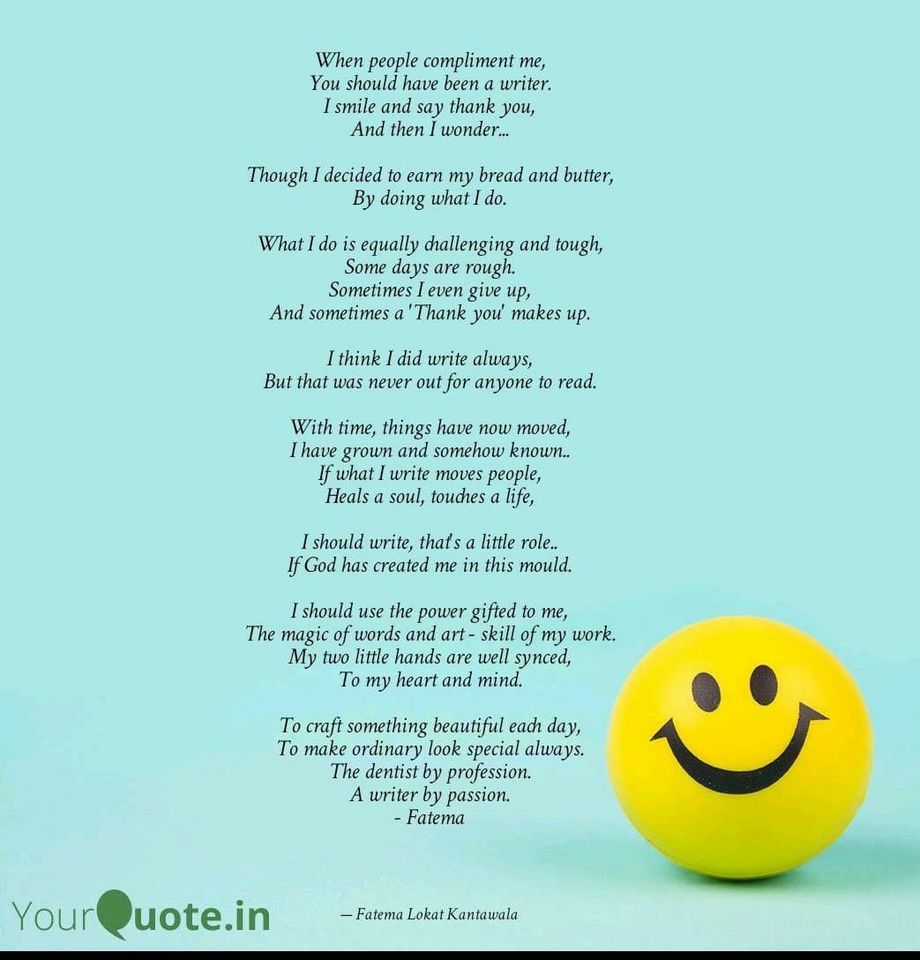 When people compliment me,
You should have been a writer.
I smile and say thank you,
And then I wonder...
Though I decided to earn my bread and butter,
By doing what I do.
What I do is equally challenging and tough,
Some days are rough.
Sometimes I even give up,
And sometimes a 'Thank you' makes up.
I think I did write always,
But that was never out for anyone to read.
With time, things have now moved,
I have grown and somehow known..
If what I write moves people,
Heals a soul, touches a life,
I should write, that's a little role..
If God has created me in this mould.
I should use the power gifted to me,
The magic of words and art - skill of my work.
My two little hands are well synced,
To my heart and mind.
To craft something beautiful each day,
To make ordinary look special always.
The dentist by profession.
A writer by passion.
- Fatema
YourQuote.in
— Fatema Lokat Kantawala